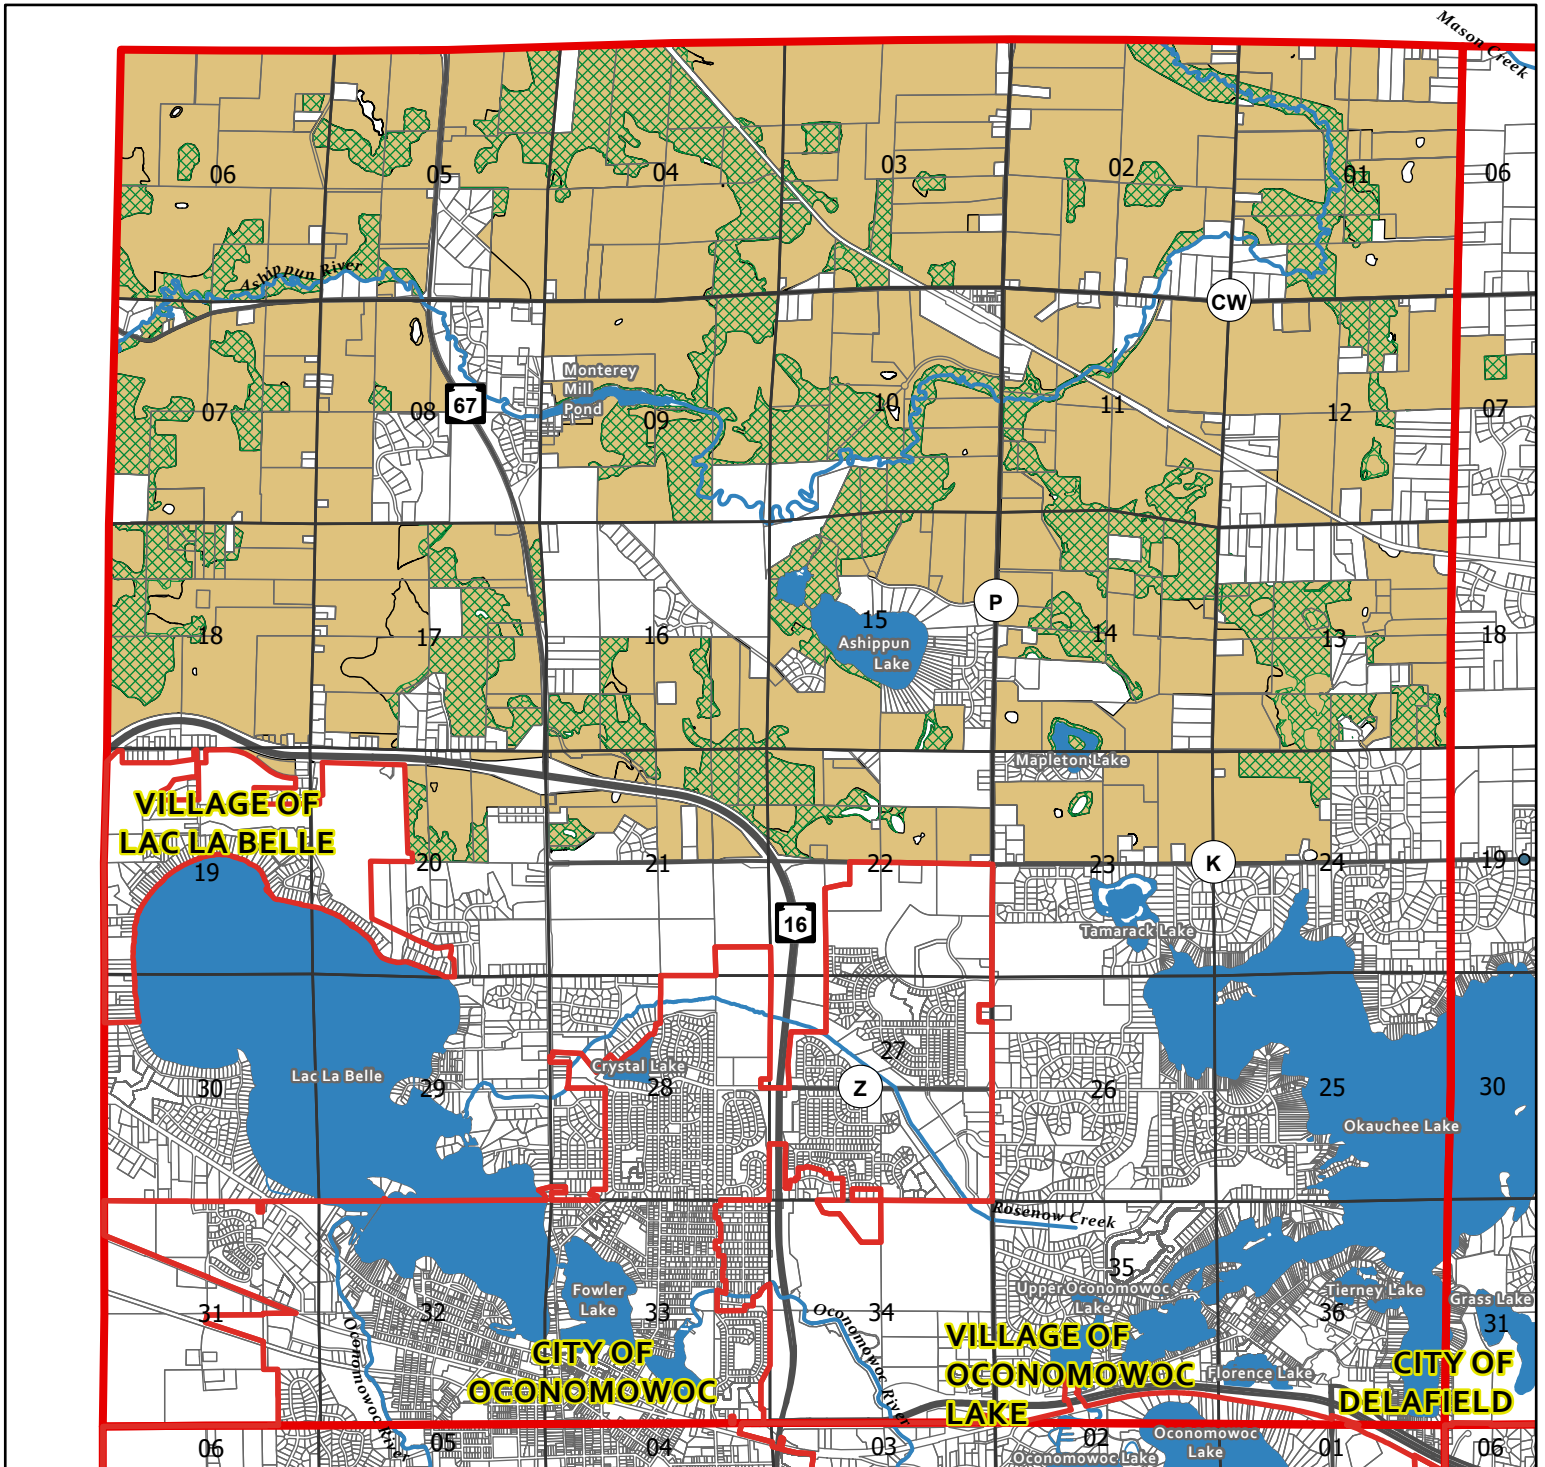 Mason Creek
06
05
04
03
02
01
06
Ashippun River
CW
Monterey
Mill
Pond
67
07
08
09
10
11
12
07
P
18
17
16
15
Ashippun
Lake
14
13
18
Mapleton Lake
VILLAGE OF
LAC LA BELLE
19
20
21
22
23
K
24
19
16
Tamarack Lake
Lac La Belle
30
29
Crystal Lake
28
27
Z
26
25
30
Okauchee Lake
Rosenow Creek
31
32
Fowler
Lake
33
34
35
Upper Oconomowoc
Lake
36
Tierney Lake
Grass Lake
31
Oconomowoc River
Oconomowoc River
CITY OF
OCONOMOWOC
VILLAGE OF
OCONOMOWOC
LAKE
Florence Lake
CITY OF
DELAFIELD
06
05
04
03
02
Oconomowoc Lake
Oconomowoc
Lake
01
06